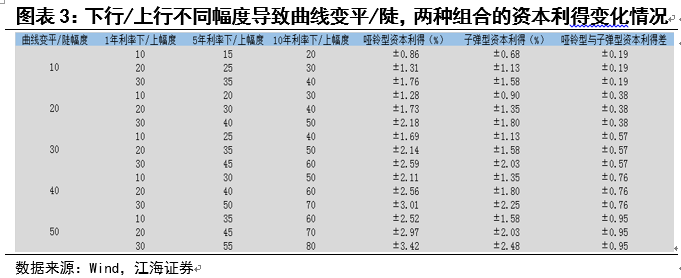 图表 3：下行/上行不同幅度导致曲线变平/陡，两种组合的资本利得变化情况
曲线变平/陡幅度 1年利率下/上幅度 5年利率下/上幅度 10年利率下/上幅度 哑铃型资本利得（%） 子弹型资本利得（%） 哑铃型与子弹型资本利得差
10 15 20 ±0.86 ±0.68 ±0.19
10 20 25 30 ±1.31 ±1.13 ±0.19
30 35 40 ±1.76 ±1.58 ±0.19
10 20 30 ±1.28 ±0.90 ±0.38
20 20 30 40 ±1.73 ±1.35 ±0.38
30 40 50 ±2.18 ±1.80 ±0.38
10 25 40 ±1.69 ±1.13 ±0.57
30 20 35 50 ±2.14 ±1.58 ±0.57
30 45 60 ±2.59 ±2.03 ±0.57
10 30 50 ±2.11 ±1.35 ±0.76
40 20 40 60 ±2.56 ±1.80 ±0.76
30 50 70 ±3.01 ±2.25 ±0.76
10 35 60 ±2.52 ±1.58 ±0.95
50 20 45 70 ±2.97 ±2.03 ±0.95
30 55 80 ±3.42 ±2.48 ±0.95
数据来源：Wind，江海证券